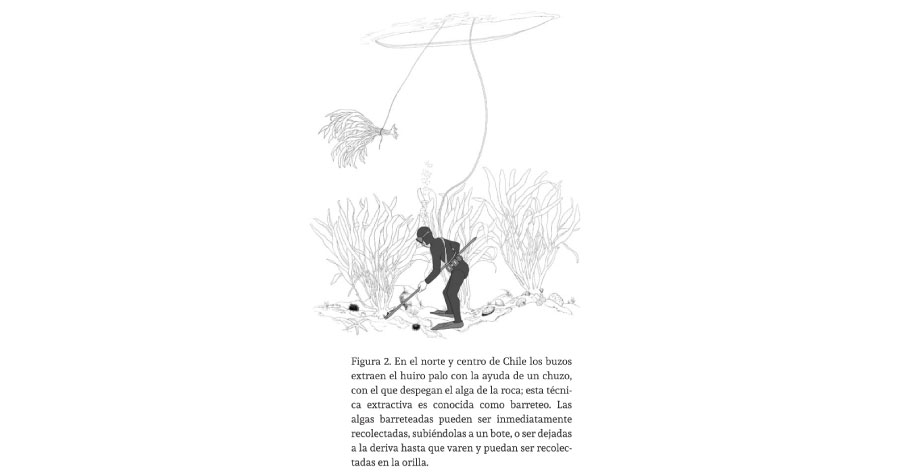 Figura 2. En el norte y centro de Chile los buzos
extraen el huiro palo con la ayuda de un chuzo,
con el que despegan el alga de la roca; esta técni-
ca extractiva es conocida como barreteo. Las
algas barreteadas pueden ser inmediatamente
recolectadas, subiéndolas a un bote, o ser dejadas
a la deriva hasta que varen y puedan ser recolec-
tadas en la orilla.